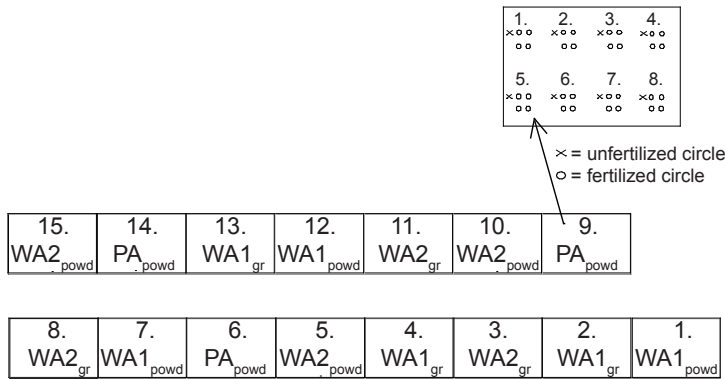 1. 2. 3. 4.
5. 6. 7. 8.
× = unfertilized circle
o = fertilized circle
15. 14. 13. 12. 11. 10. 9.
WA2powd PApowd WA1gr WA1powd WA2gr WA2powd PApowd
8. 7. 6. 5. 4. 3. 2. 1.
WA2gr WA1powd PApowd WA2powd WA1gr WA2gr WA1gr WA1powd